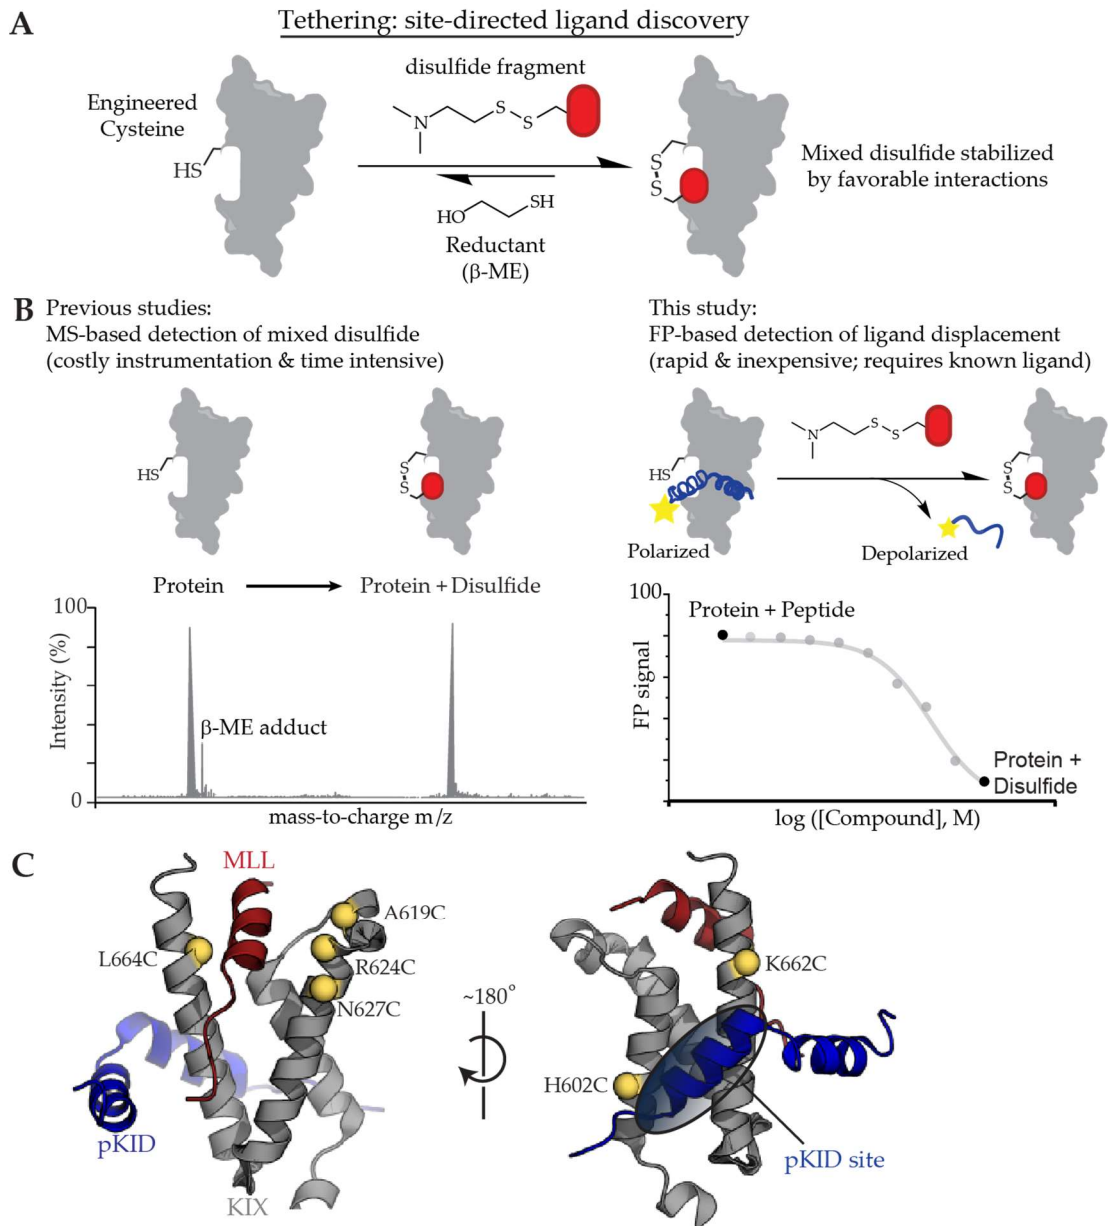 A
Tethering: site-directed ligand discovery
Engineered
Cysteine
HS
disulfide fragment
N
S
S
HO
SH
Reductant
(β-ME)
S
S
Mixed disulfide stabilized
by favorable interactions
B
Previous studies:
MS-based detection of mixed disulfide
(costly instrumentation & time intensive)
HS
S
S
Protein
Protein + Disulfide
100
Intensity (%)
β-ME adduct
0
mass-to-charge m/z
This study:
FP-based detection of ligand displacement
(rapid & inexpensive; requires known ligand)
HS
N
S
S
S
S
Polarized
Depolarized
100
Protein + Peptide
FP signal
Protein +
Disulfide
0
log ([Compound], M)
C
MLL
A619C
L664C
R624C
N627C
pKID
KIX
~180°
K662C
H602C
pKID site